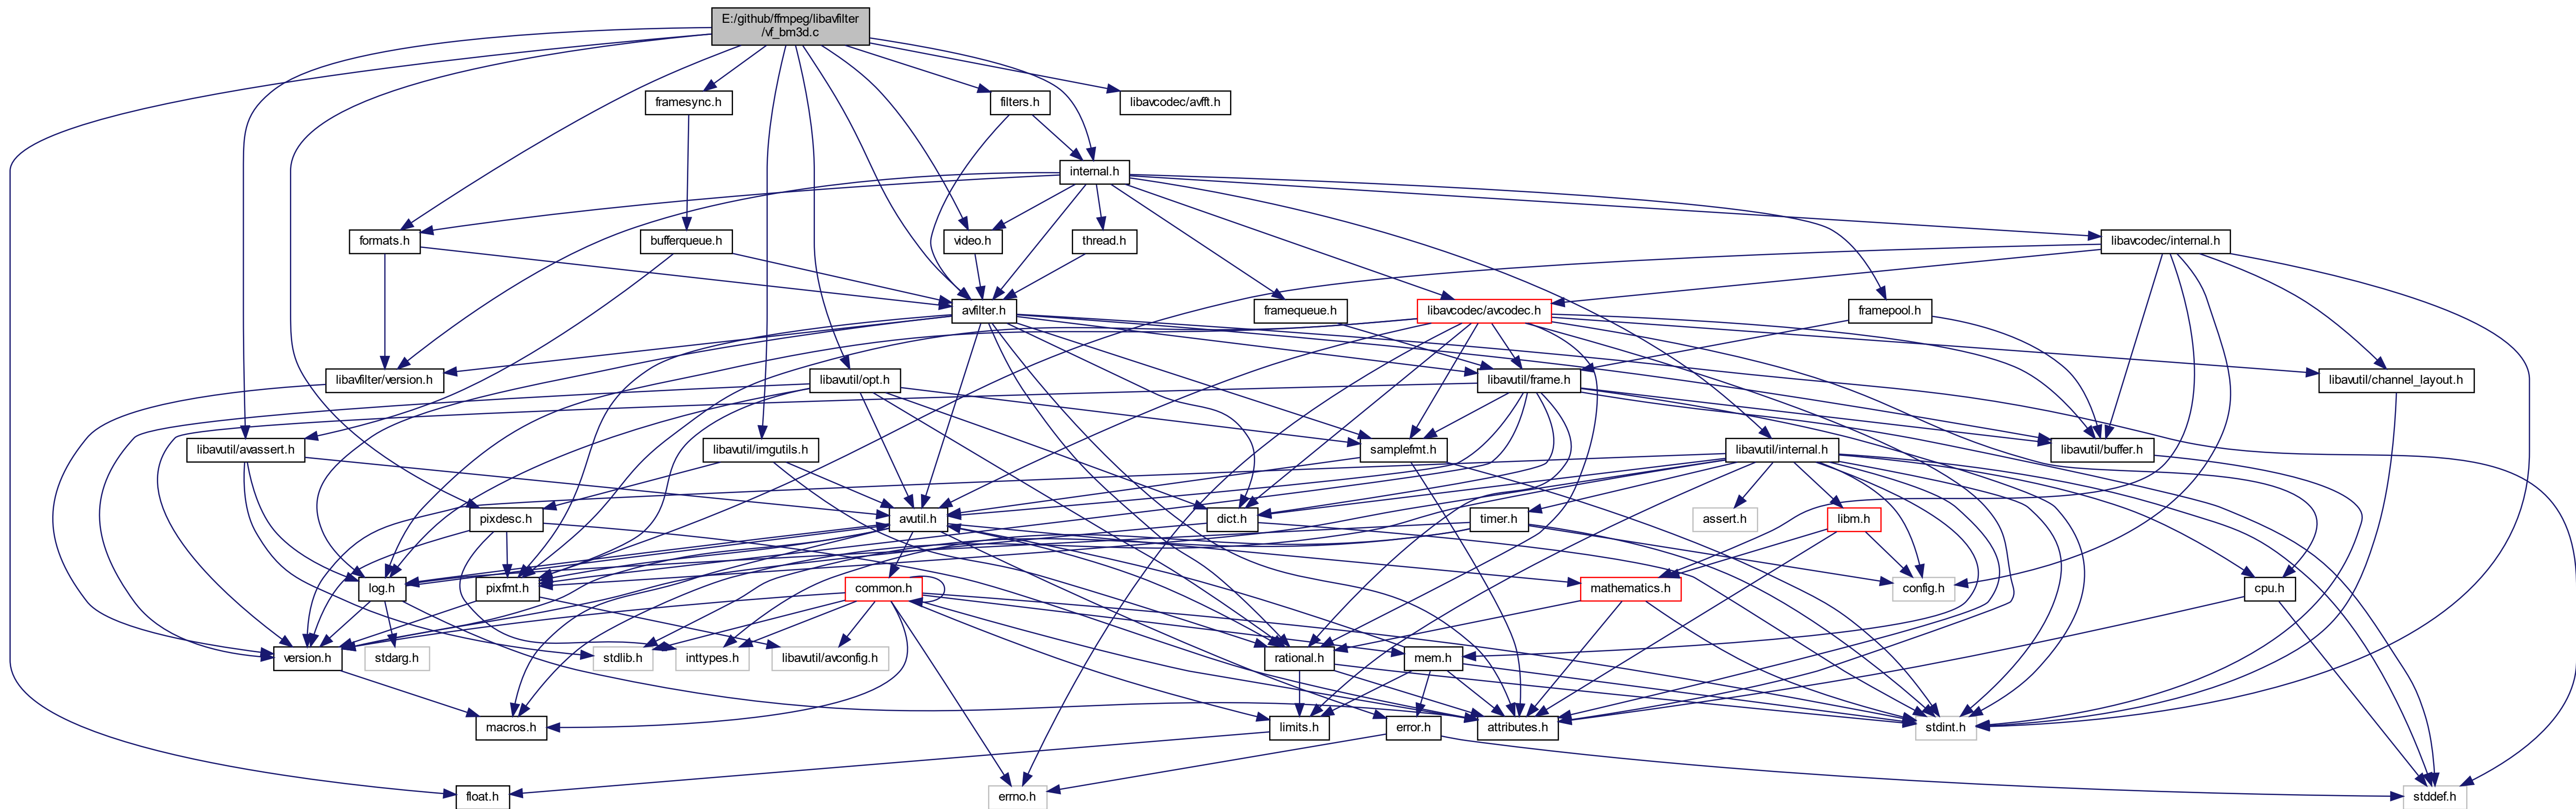 E:/github/ffmpeg/libavfilter
/vf_bm3d.c
framesync.h
filters.h
libavcodec/avfft.h
internal.h
formats.h
bufferqueue.h
video.h
thread.h
libavcodec/internal.h
avfilter.h
framequeue.h
libavcodec/avcodec.h
framepool.h
libavfilter/version.h
libavutil/opt.h
libavutil/frame.h
libavutil/channel_layout.h
libavutil/avassert.h
libavutil/imgutils.h
samplefmt.h
libavutil/internal.h
libavutil/buffer.h
pixdesc.h
avutil.h
dict.h
timer.h
assert.h
libm.h
log.h
pixfmt.h
common.h
mathematics.h
config.h
cpu.h
version.h
stdarg.h
stdlib.h
inttypes.h
libavutil/avconfig.h
rational.h
mem.h
macros.h
limits.h
error.h
attributes.h
stdint.h
float.h
errno.h
stddef.h